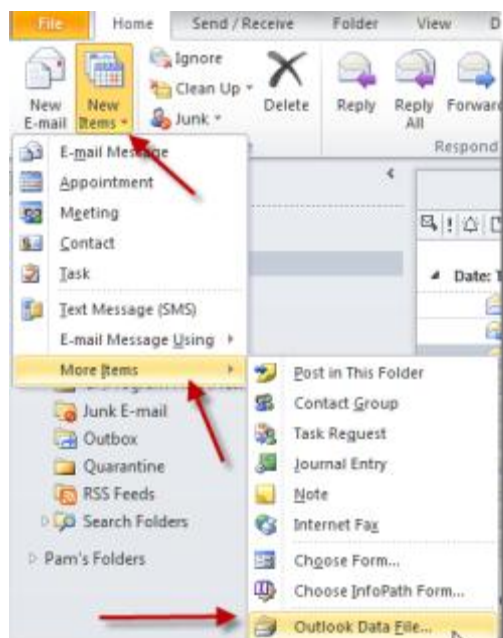 File Home Send / Receive Folder View
Ignore
Clean Up
Junk
New E-mail
New Items
Delete
Reply
Reply All
Forward
Respond
E-mail Message
Appointment
Meeting
Contact
Task
Text Message (SMS)
E-mail Message Using
More Items
Date:
Junk E-mail
Outbox
Quarantine
RSS Feeds
Search Folders
Pam's Folders
Post in This Folder
Contact Group
Task Request
Journal Entry
Note
Internet Fax
Choose Form...
Choose InfoPath Form...
Outlook Data File...